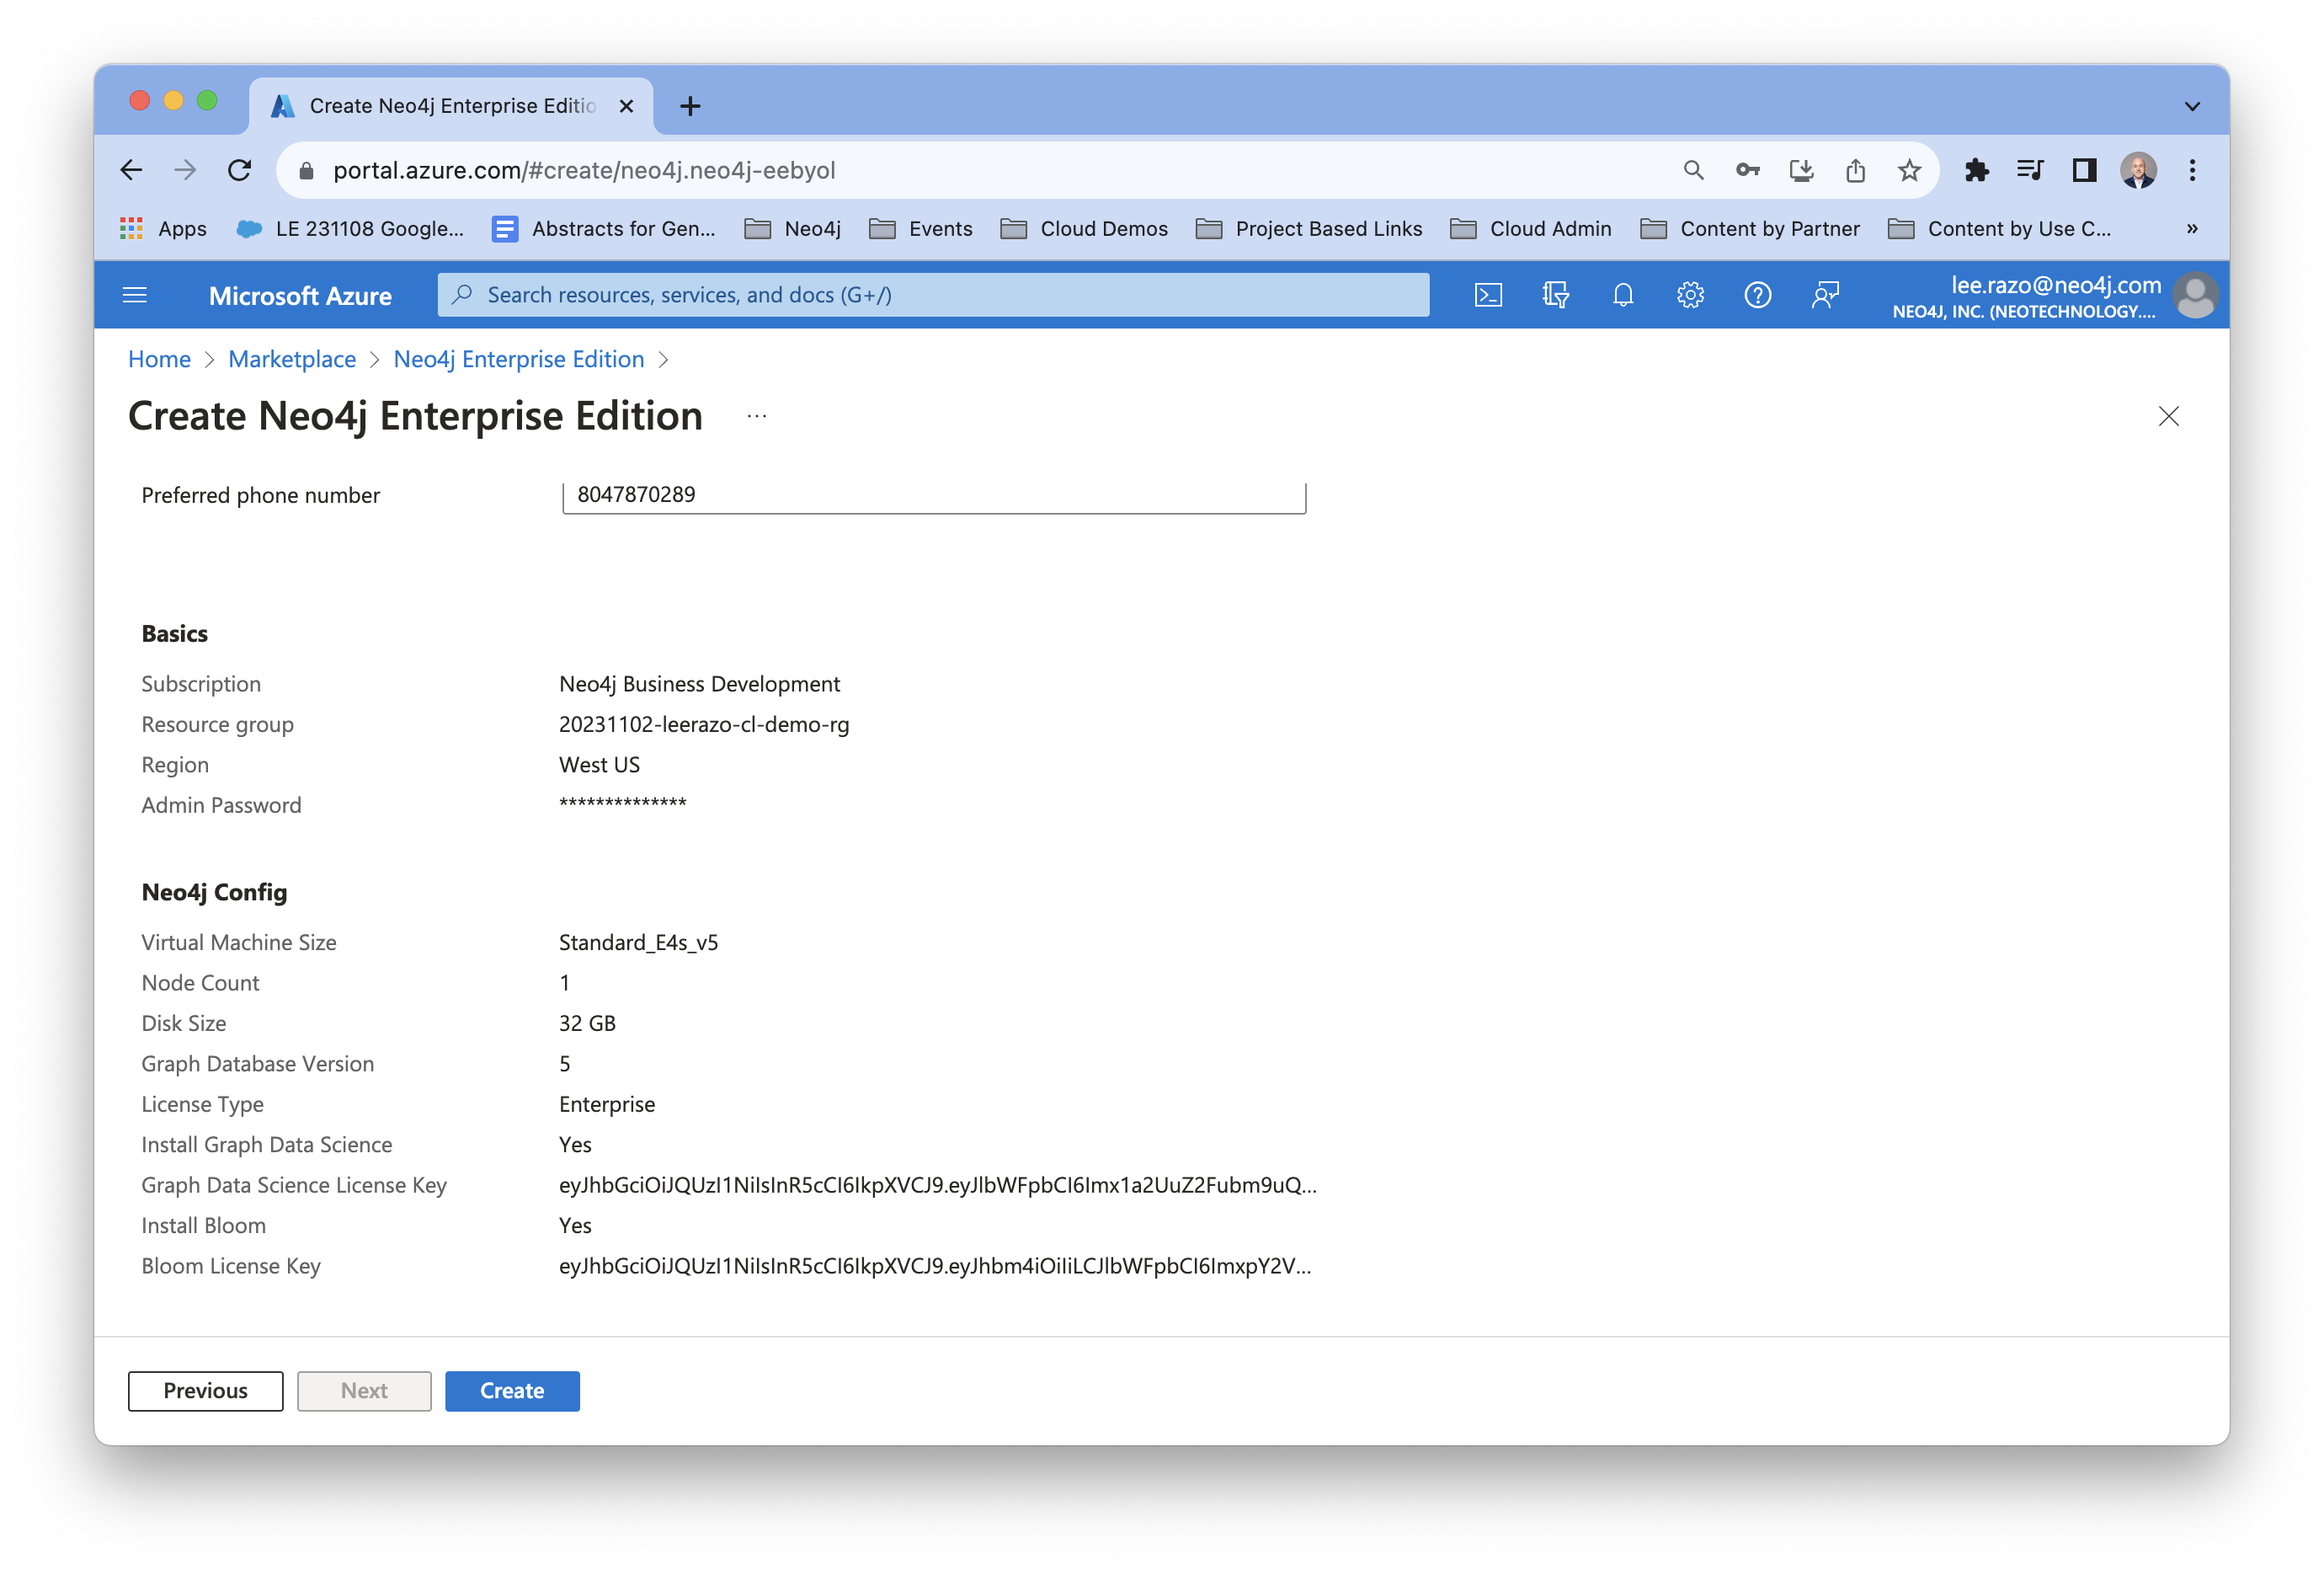 Create Neo4j Enterprise Editio
portal.azure.com/#create/neo4j.neo4j-eebyol
Apps LE 231108 Google... Abstracts for Gen... Neo4j Events Cloud Demos Project Based Links Cloud Admin Content by Partner Content by Use C... »
Microsoft Azure Search resources, services, and docs (G+/) lee.razo@neo4j.com
NEO4J, INC. (NEOTECHNOLOGY....
Home > Marketplace > Neo4j Enterprise Edition >
Create Neo4j Enterprise Edition ...
Preferred phone number 8047870289
Basics
Subscription Neo4j Business Development
Resource group 20231102-leerazo-cl-demo-rg
Region West US
Admin Password **************
Neo4j Config
Virtual Machine Size Standard_E4s_v5
Node Count 1
Disk Size 32 GB
Graph Database Version 5
License Type Enterprise
Install Graph Data Science Yes
Graph Data Science License Key eyJhbGciOiJQUzI1NiIsInR5cCI6IkpXVCJ9.eyJlbWFpbCI6Imx1a2UuZ2Fubm9uQ...
Install Bloom Yes
Bloom License Key eyJhbGciOiJQUzI1NiIsInR5cCI6IkpXVCJ9.eyJhbm4iOiIiLCJlbWFpbCI6ImxpY2V...
Previous Next Create